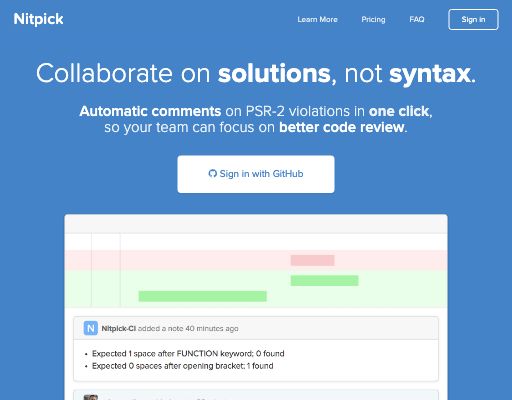 Nitpick
Learn More
Pricing
FAQ
Sign in
Collaborate on solutions, not syntax.
Automatic comments on PSR-2 violations in one click,
so your team can focus on better code review.
Sign in with GitHub
N Nitpick-CI added a note 40 minutes ago
• Expected 1 space after FUNCTION keyword; 0 found
• Expected 0 spaces after opening bracket; 1 found